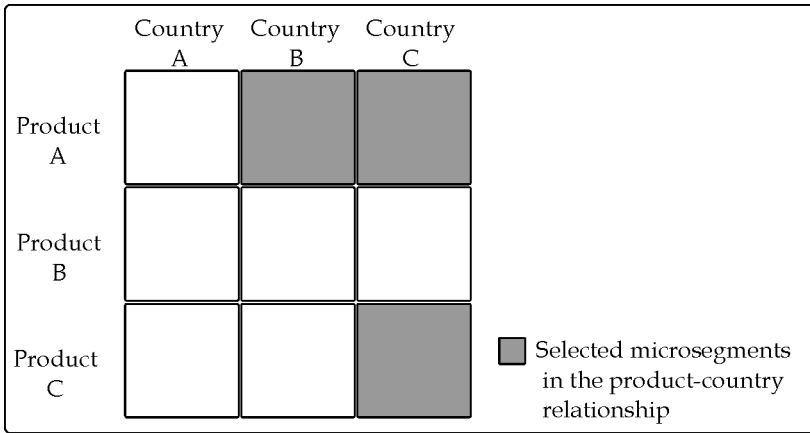 Country Country Country
A B C
Product
A
Product
B
Product
C
Selected microsegments
in the product-country
relationship